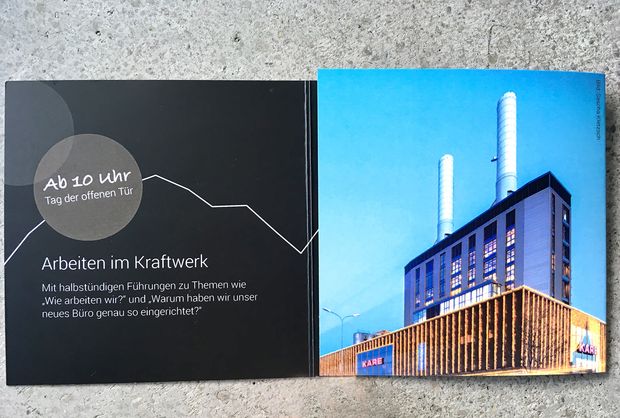 Ab 10 Uhr
Tag der offenen Tür
Arbeiten im Kraftwerk
Mit halbstündigen Führungen zu Themen wie
„Wie arbeiten wir?" und „Warum haben wir unser
neues Büro genau so eingerichtet?"
KARE
KARE